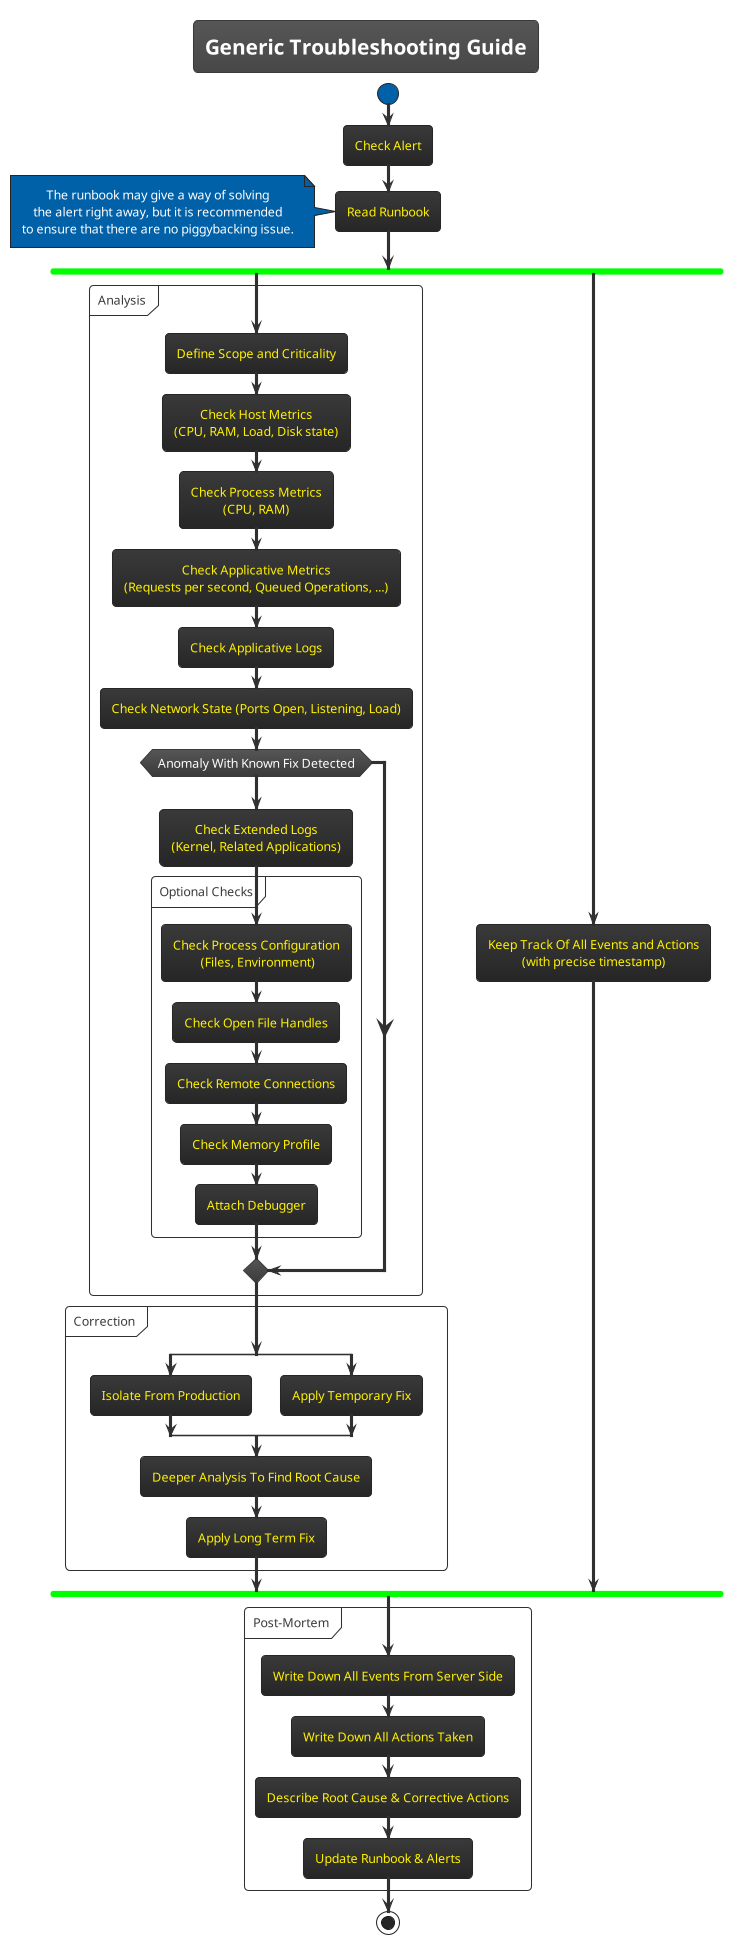 Generic Troubleshooting Guide
Check Alert
The runbook may give a way of solving
the alert right away, but it is recommended
to ensure that there are no piggybacking issue.
Read Runbook
Analysis
Define Scope and Criticality
Check Host Metrics
(CPU, RAM, Load, Disk state)
Check Process Metrics
(CPU, RAM)
Check Applicative Metrics
(Requests per second, Queued Operations, ...)
Check Applicative Logs
Check Network State (Ports Open, Listening, Load)
Anomaly With Known Fix Detected
Check Extended Logs
(Kernel, Related Applications)
Optional Checks
Check Process Configuration
(Files, Environment)
Check Open File Handles
Check Remote Connections
Check Memory Profile
Attach Debugger
Keep Track Of All Events and Actions
(with precise timestamp)
Correction
Isolate From Production
Apply Temporary Fix
Deeper Analysis To Find Root Cause
Apply Long Term Fix
Post-Mortem
Write Down All Events From Server Side
Write Down All Actions Taken
Describe Root Cause & Corrective Actions
Update Runbook & Alerts